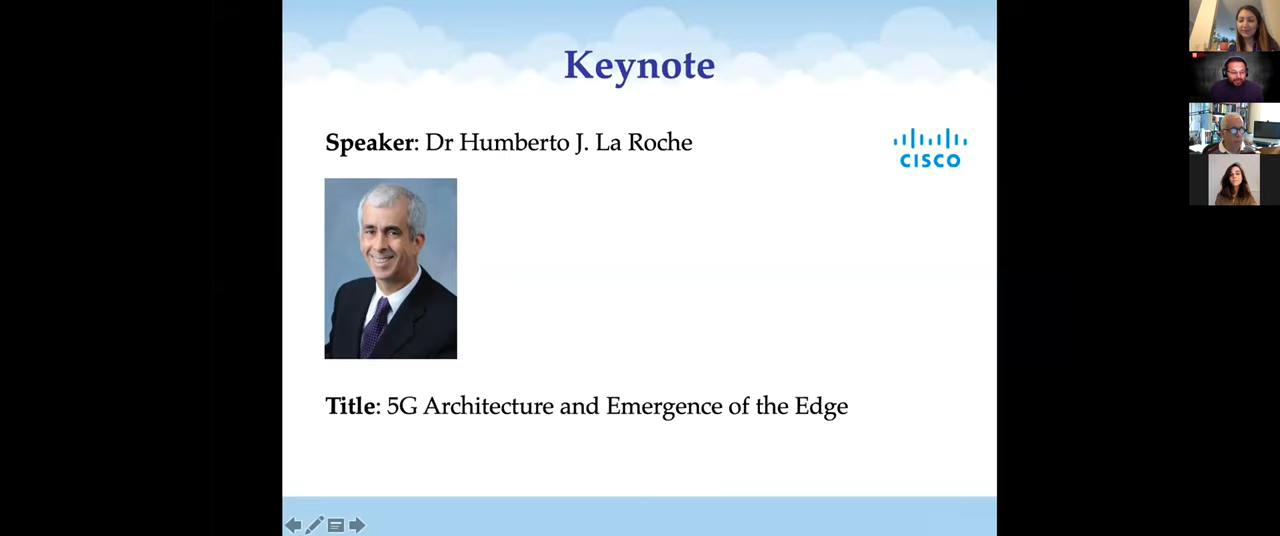 Keynote
Speaker: Dr Humberto J. La Roche
CISCO
Title: 5G Architecture and Emergence of the Edge